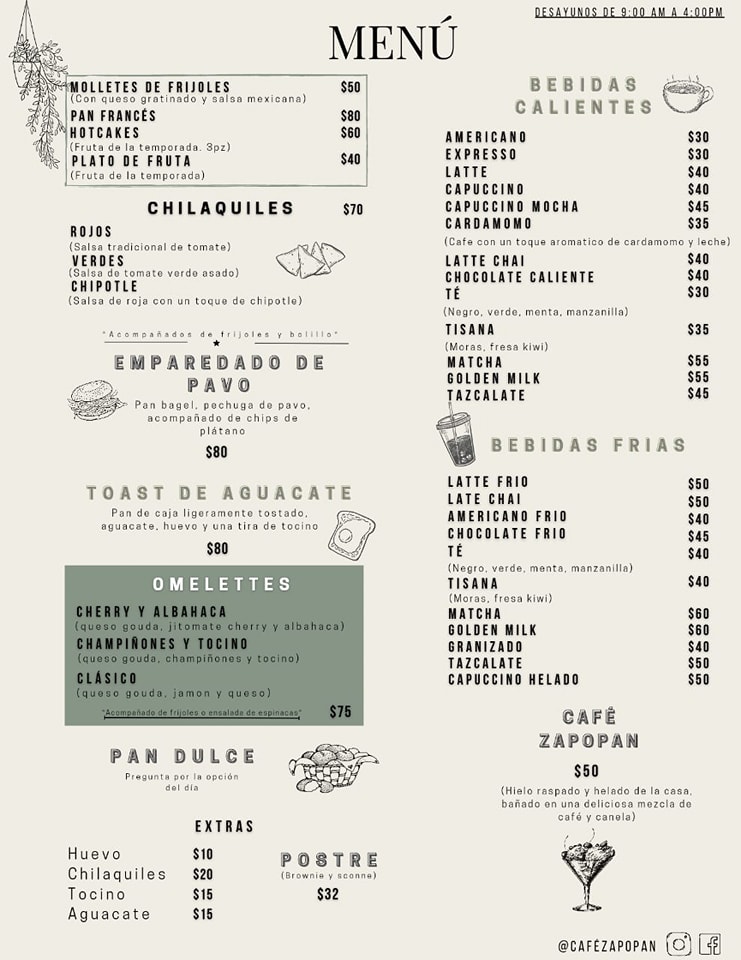 DESAYUNOS DE 9:00 AM A 4:00PM
MENÚ
MOLLETES DE FRIJOLES $50
(Con queso gratinado y salsa mexicana)
PAN FRANCÉS $80
HOTCAKES $60
(Fruta de la temporada. 3pz)
PLATO DE FRUTA $40
(Fruta de la temporada)
CHILAQUILES $70
ROJOS
(Salsa tradicional de tomate)
VERDES
(Salsa de tomate verde asado)
CHIPOTLE
(Salsa de roja con un toque de chipotle)
"Acompañados de frijoles y bolillo"
EMPAREDADO DE
PAVO
Pan bagel, pechuga de pavo,
acompañado de chips de
plátano
$80
TOAST DE AGUACATE
Pan de caja ligeramente tostado,
aguacate, huevo y una tira de tocino
$80
OMELETTES
CHERRY Y ALBAHACA
(queso gouda, jitomate cherry y albahaca)
CHAMPIÑONES Y TOCINO
(queso gouda, champiñones y tocino)
CLÁSICO
(queso gouda, jamon y queso)
"Acompañado de frijoles o ensalada de espinacas" $75
PAN DULCE
Pregunta por la opción
del día
EXTRAS
Huevo $10
Chilaquiles $20
Tocino $15
Aguacate $15
POSTRE
(Brownie y sconne)
$32
BEBIDAS
CALIENTES
AMERICANO $30
EXPRESSO $30
LATTE $40
CAPUCCINO $40
CAPUCCINO MOCHA $45
CARDAMOMO $35
(Cafe con un toque aromatico de cardamomo y leche)
LATTE CHAI $40
CHOCOLATE CALIENTE $40
TÉ $30
(Negro, verde, menta, manzanilla)
TISANA $35
(Moras, fresa kiwi)
MATCHA $55
GOLDEN MILK $55
TAZCALATE $45
BEBIDAS FRIAS
LATTE FRIO $50
LATE CHAI $50
AMERICANO FRIO $40
CHOCOLATE FRIO $45
TÉ $40
(Negro, verde, menta, manzanilla)
TISANA $40
(Moras, fresa kiwi)
MATCHA $60
GOLDEN MILK $60
GRANIZADO $40
TAZCALATE $50
CAPUCCINO HELADO $50
CAFÉ
ZAPOPAN
$50
(Hielo raspado y helado de la casa,
bañado en una deliciosa mezcla de
café y canela)
@CAFÉZAPOPAN